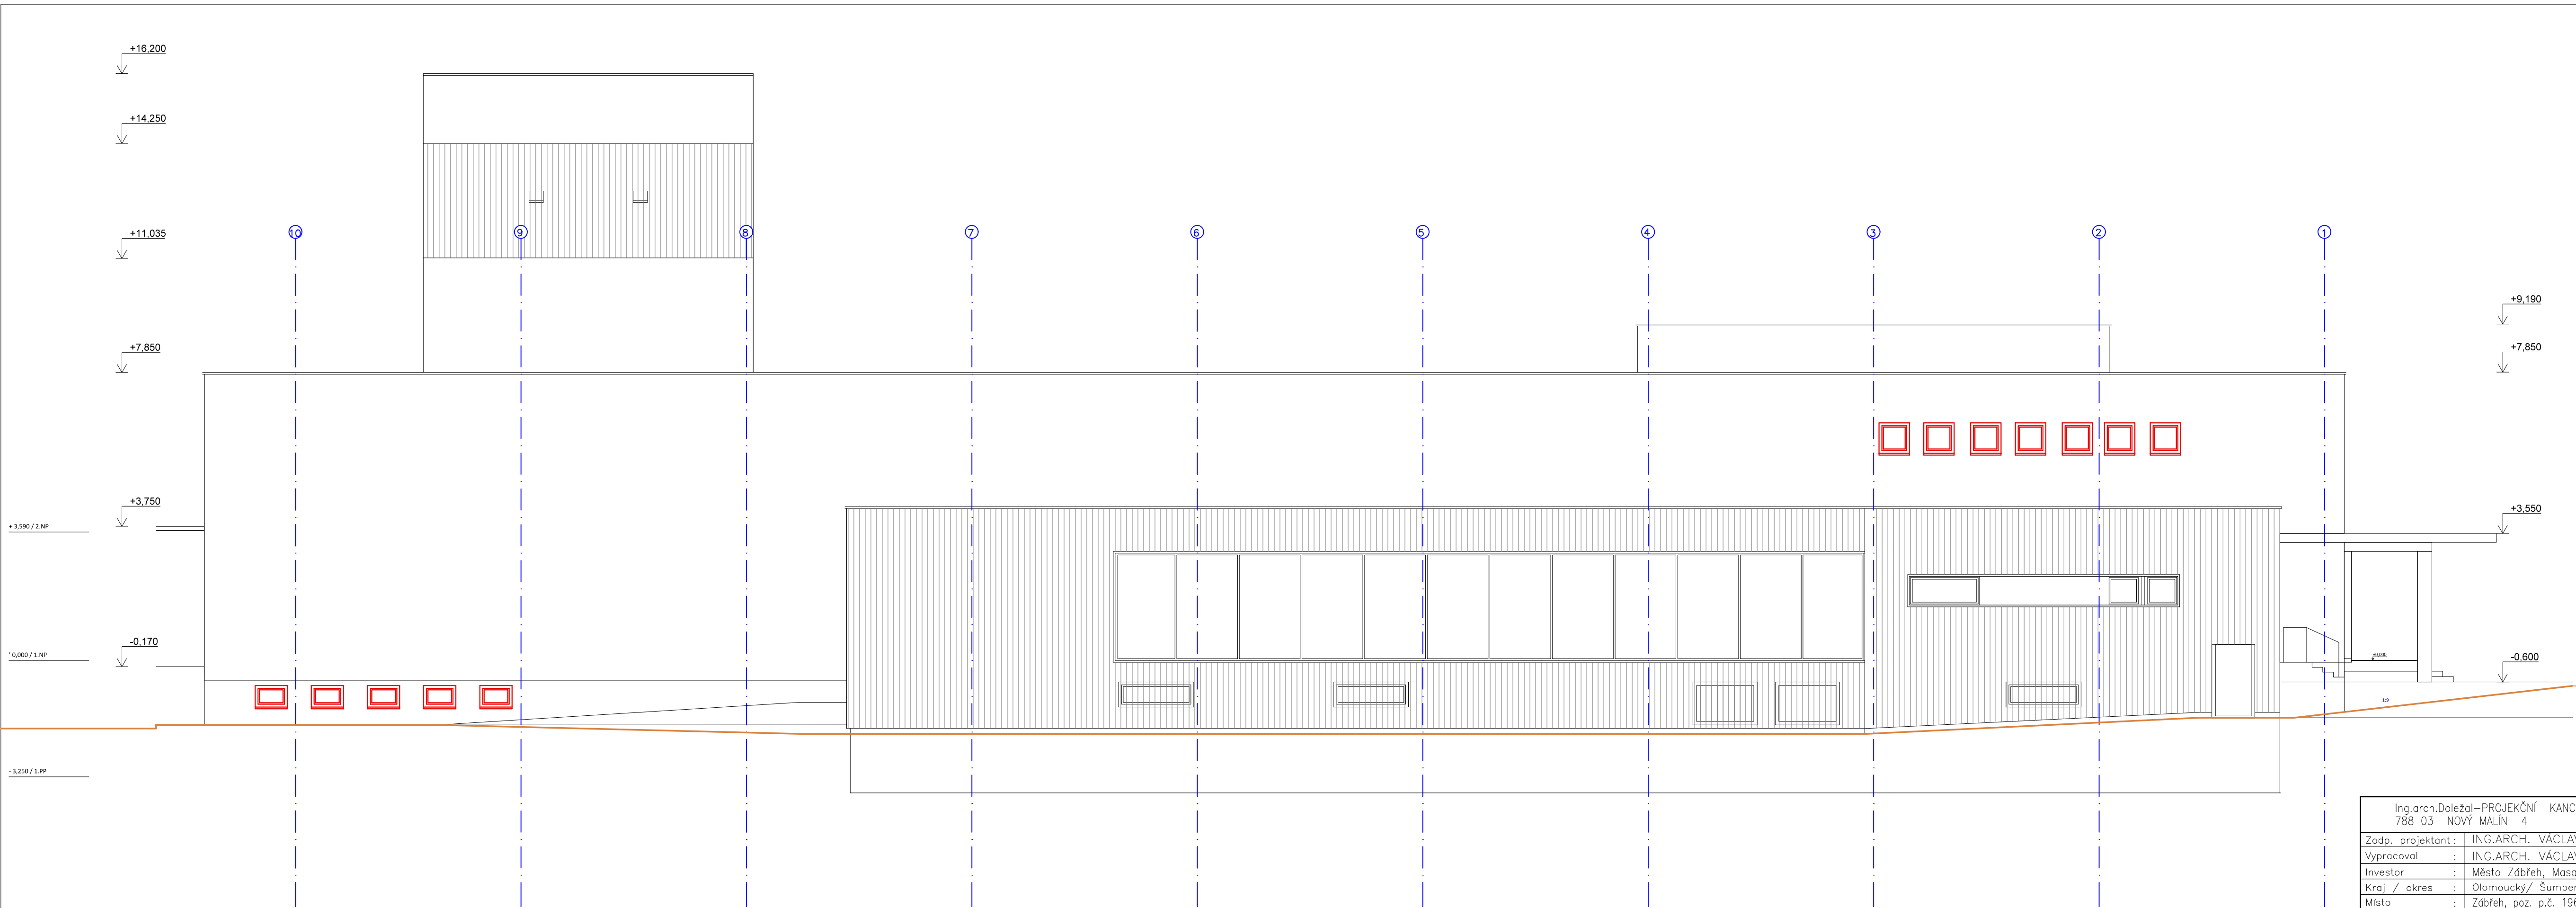 +16,200
+14,250
+11,035
10
9
8
7
6
5
4
3
2
1
+9,190
+7,850
+7,850
+3,750
+ 3,590 / 2.NP
+3,550
-0,170
' 0,000 / 1.NP
±0,000
-0,600
- 3,250 / 1.PP
Ing.arch.Doležal-PROJEKČNÍ KANC
788 03 NOVÝ MALÍN 4
Zodp. projektant : ING.ARCH. VÁCLAV
Vypracoval : ING.ARCH. VÁCLAV
Investor : Město Zábřeh, Masa
Kraj / okres : Olomoucký/ Šumper
Místo : Zábřeh, poz. p.č. 196